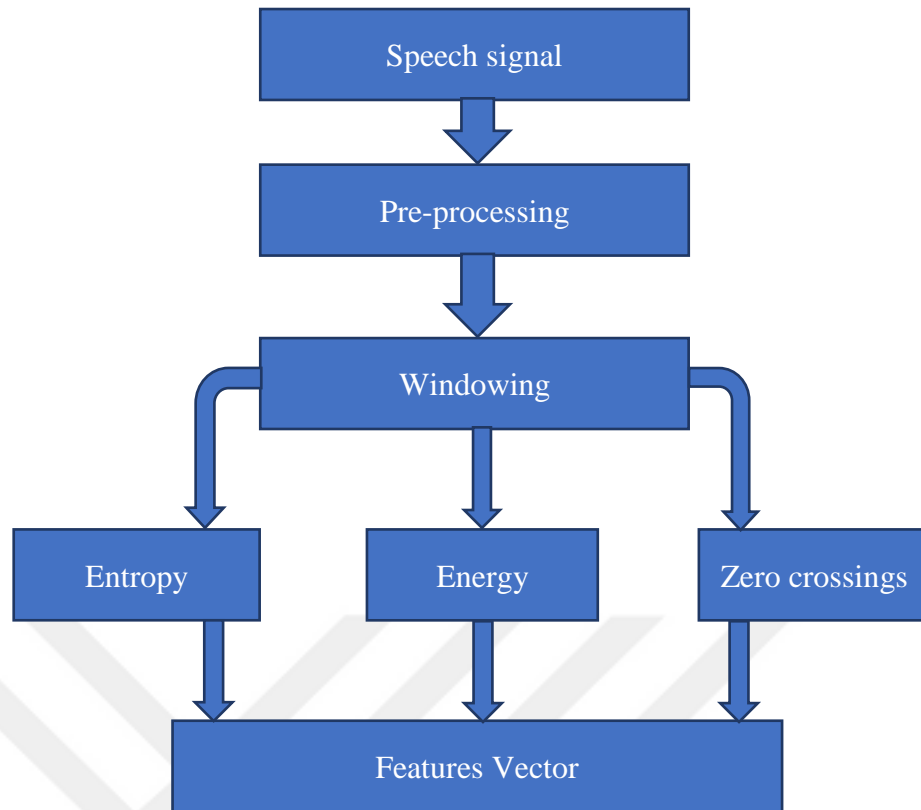 Speech signal
Pre-processing
Windowing
Entropy
Energy
Zero crossings
Features Vector